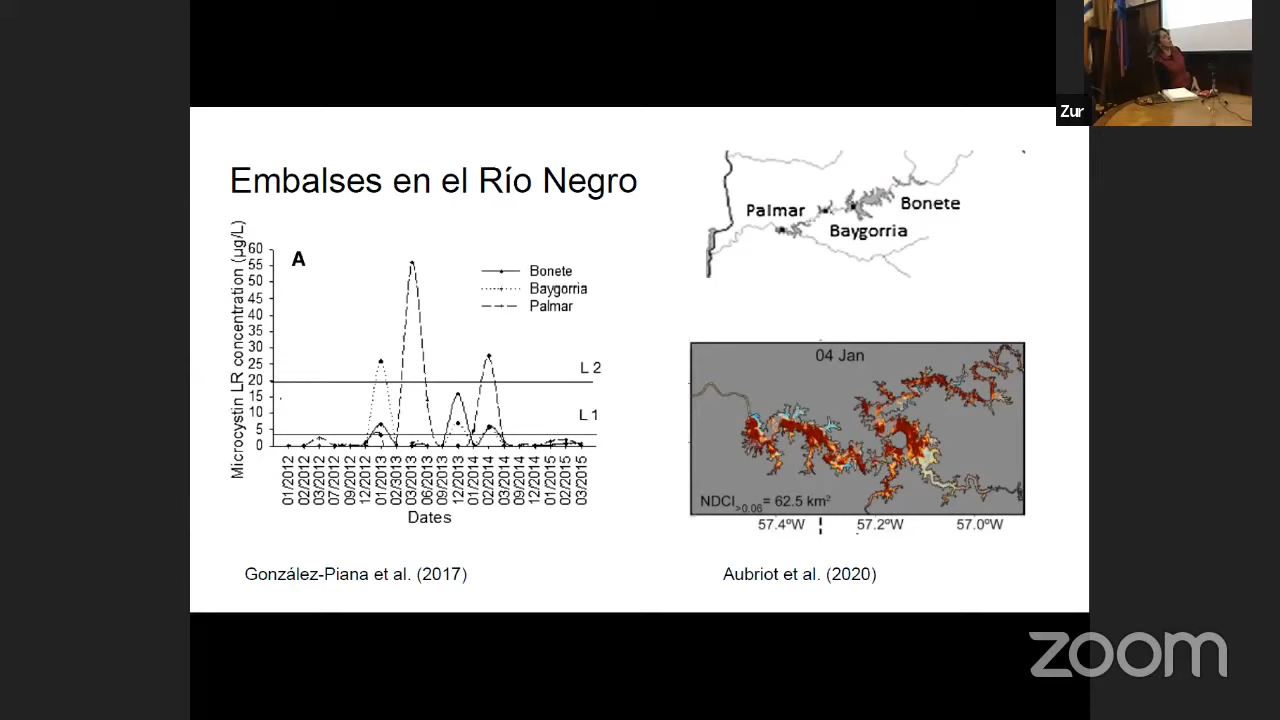 Zur
Embalses en el Río Negro
Palmar
Bonete
Baygorria
Microcystin LR concentration (µg/L)
60
55
50
45
40
35
30
25
20
15
10
5
0
A
Bonete
Baygorria
Palmar
L 2
L 1
01/2012
02/2012
03/2012
07/2012
09/2012
12/2012
01/2013
02/2013
03/2013
06/2013
09/2013
12/2013
01/2014
02/2014
03/2014
09/2014
12/2014
01/2015
02/2015
03/2015
Dates
04 Jan
NDCI>0.06= 62.5 km²
57.4ºW
57.2ºW
57.0ºW
González-Piana et al. (2017)
Aubriot et al. (2020)
zoom